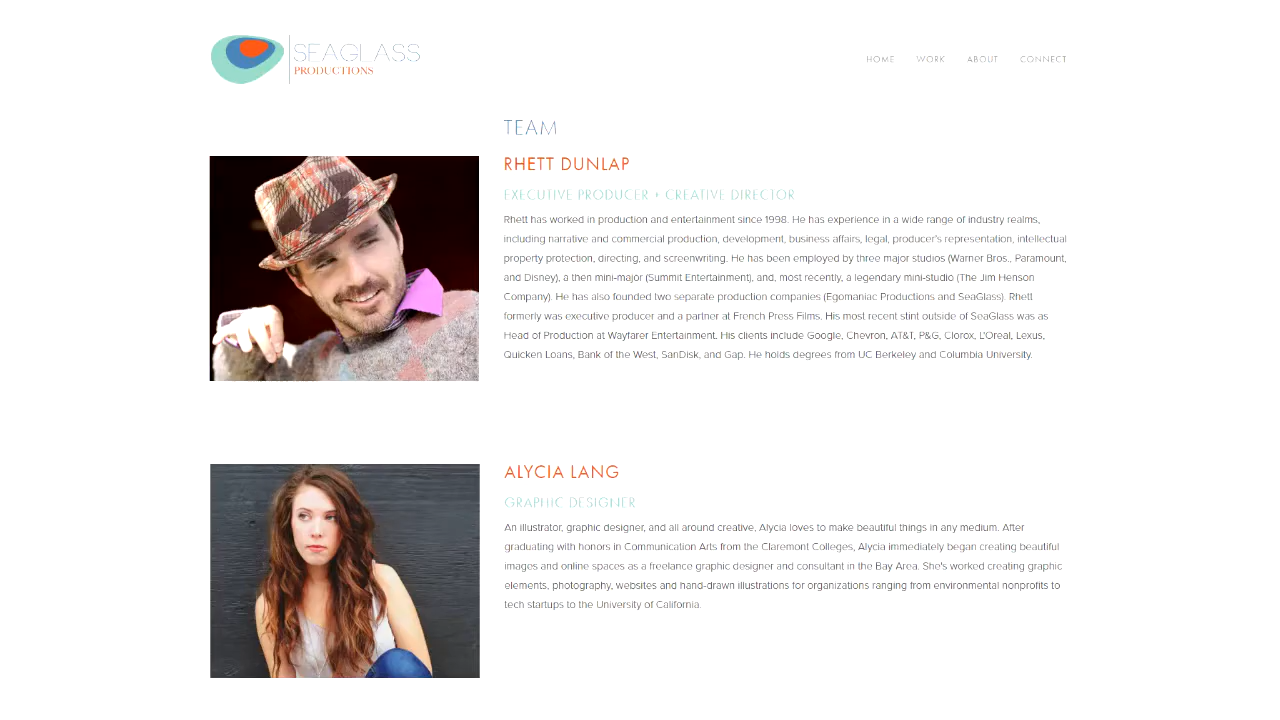 SEAGLASS
PRODUCTIONS
HOME WORK ABOUT CONNECT
TEAM
RHETT DUNLAP
EXECUTIVE PRODUCER + CREATIVE DIRECTOR
Rhett has worked in production and entertainment since 1998. He has experience in a wide range of industry realms,
including narrative and commercial production, development, business affairs, legal, producer's representation, intellectual
property protection, directing, and screenwriting. He has been employed by three major studios (Warner Bros., Paramount,
and Disney), a then mini-major (Summit Entertainment), and, most recently, a legendary mini-studio (The Jim Henson
Company). He has also founded two separate production companies (Egomaniac Productions and SeaGlass). Rhett
formerly was executive producer and a partner at French Press Films. His most recent stint outside of SeaGlass was as
Head of Production at Wayfarer Entertainment. His clients include Google, Chevron, AT&T, P&G, Clorox, L'Oreal, Lexus,
Quicken Loans, Bank of the West, SanDisk, and Gap. He holds degrees from UC Berkeley and Columbia University.
ALYCIA LANG
GRAPHIC DESIGNER
An illustrator, graphic designer, and all around creative, Alycia loves to make beautiful things in any medium. After
graduating with honors in Communication Arts from the Claremont Colleges, Alycia immediately began creating beautiful
images and online spaces as a freelance graphic designer and consultant in the Bay Area. She's worked creating graphic
elements, photography, websites and hand-drawn illustrations for organizations ranging from environmental nonprofits to
tech startups to the University of California.